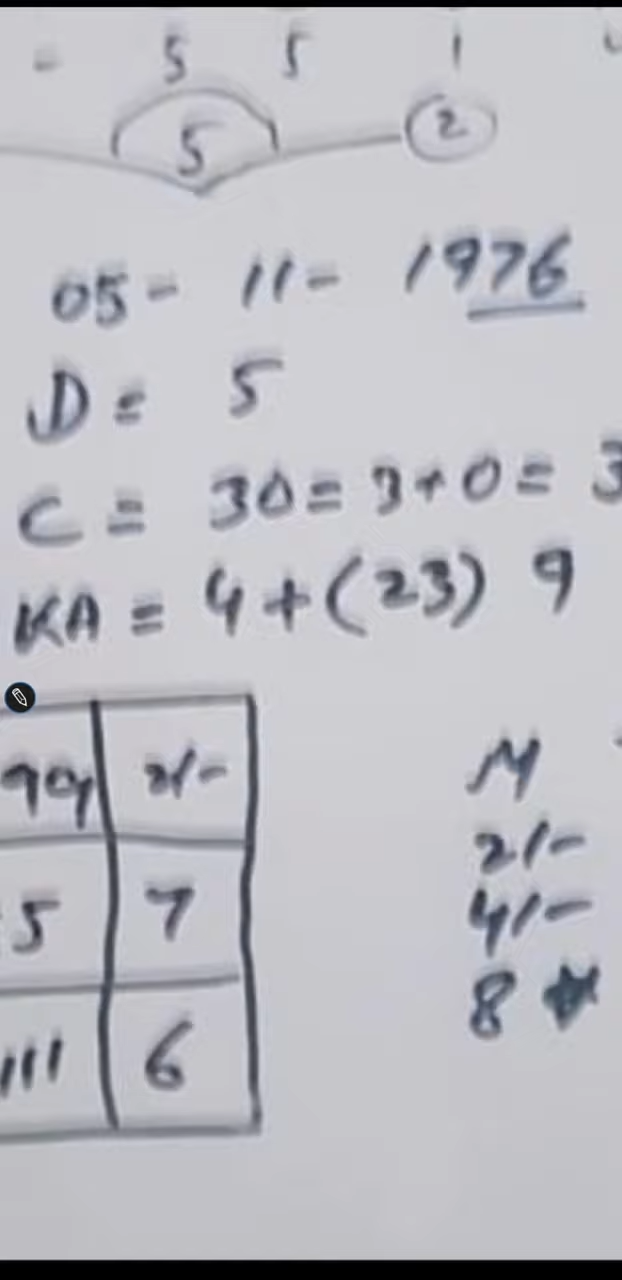 - 5 5 1
5 2
05 - 11 - 1976
D = 5
C = 30 = 3+0 = 3
KA = 4 + (23) 9
2/-
M
2/-
5 7
4/-
8
111 6